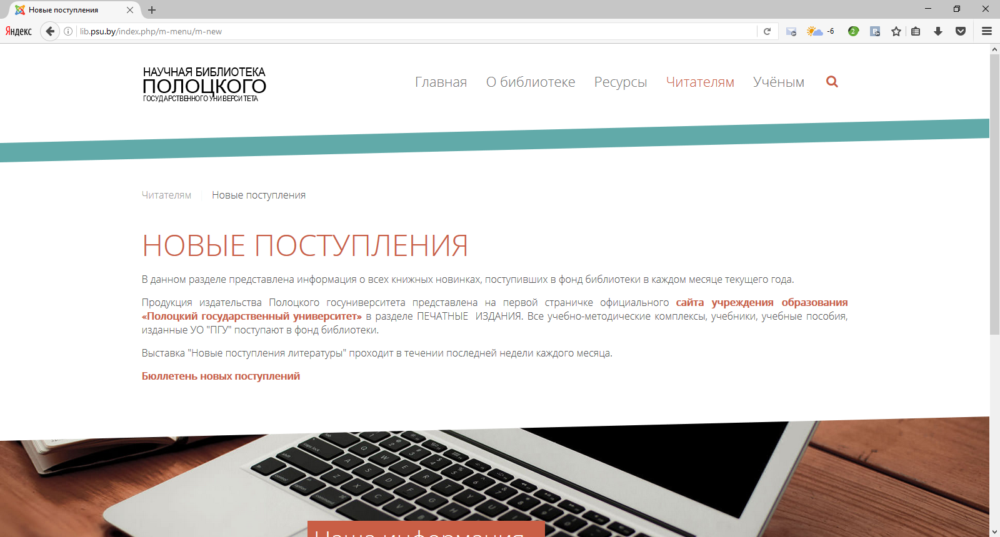 Новые поступления
Яндекс
lib.psu.by/index.php/m-menu/m-new
-6
2
НАУЧНАЯ БИБЛИОТЕКА
ПОЛОЦКОГО
ГОСУДАРСТВЕННОГО УНИВЕРСИТЕТА
Главная О библиотеке Ресурсы Читателям Учёным
Читателям Новые поступления
НОВЫЕ ПОСТУПЛЕНИЯ
В данном разделе представлена информация о всех книжных новинках, поступивших в фонд библиотеки в каждом месяце текущего года.
Продукция издательства Полоцкого госуниверситета представлена на первой страничке официального сайта учреждения образования
«Полоцкий государственный университет» в разделе ПЕЧАТНЫЕ ИЗДАНИЯ. Все учебно-методические комплексы, учебники, учебные пособия,
изданные УО "ПГУ" поступают в фонд библиотеки.
Выставка "Новые поступления литературы" проходит в течении последней недели каждого месяца.
Бюллетень новых поступлений
Наша информация